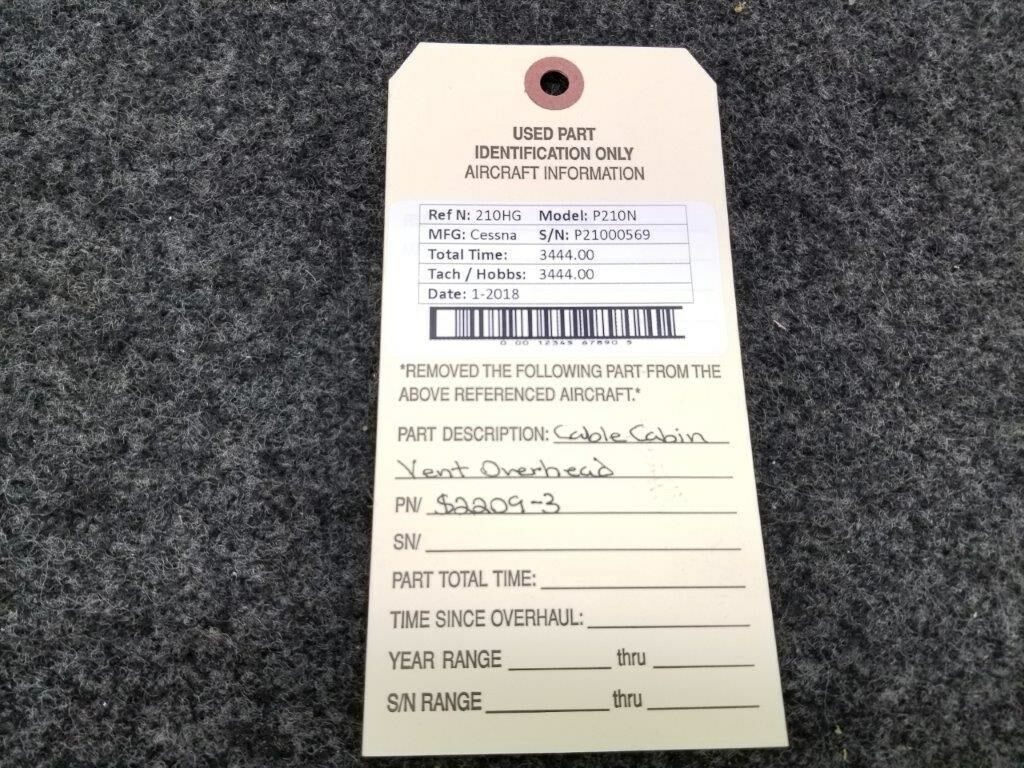 USED PART
IDENTIFICATION ONLY
AIRCRAFT INFORMATION
Ref N: 210HG Model: P210N
MFG: Cessna S/N: P21000569
Total Time: 3444.00
Tach / Hobbs: 3444.00
Date: 1-2018
0 00 12345 67890 5
*REMOVED THE FOLLOWING PART FROM THE
ABOVE REFERENCED AIRCRAFT.*
PART DESCRIPTION: Cable Cabin
Vent Overhead
PN/ $2209-3
SN/
PART TOTAL TIME:
TIME SINCE OVERHAUL:
YEAR RANGE thru
S/N RANGE thru